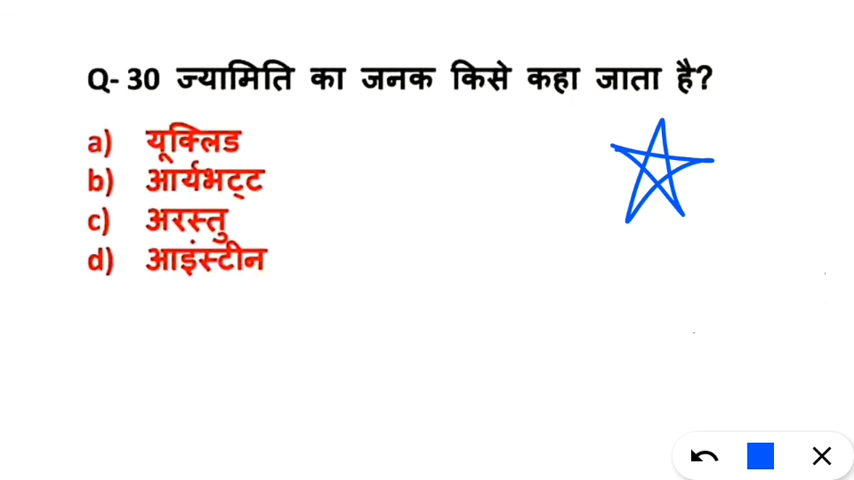 Q- 30 ज्यामिति का जनक किसे कहा जाता है?
a) यूक्लिड
b) आर्यभट्ट
c) अरस्तु
d) आइंस्टीन